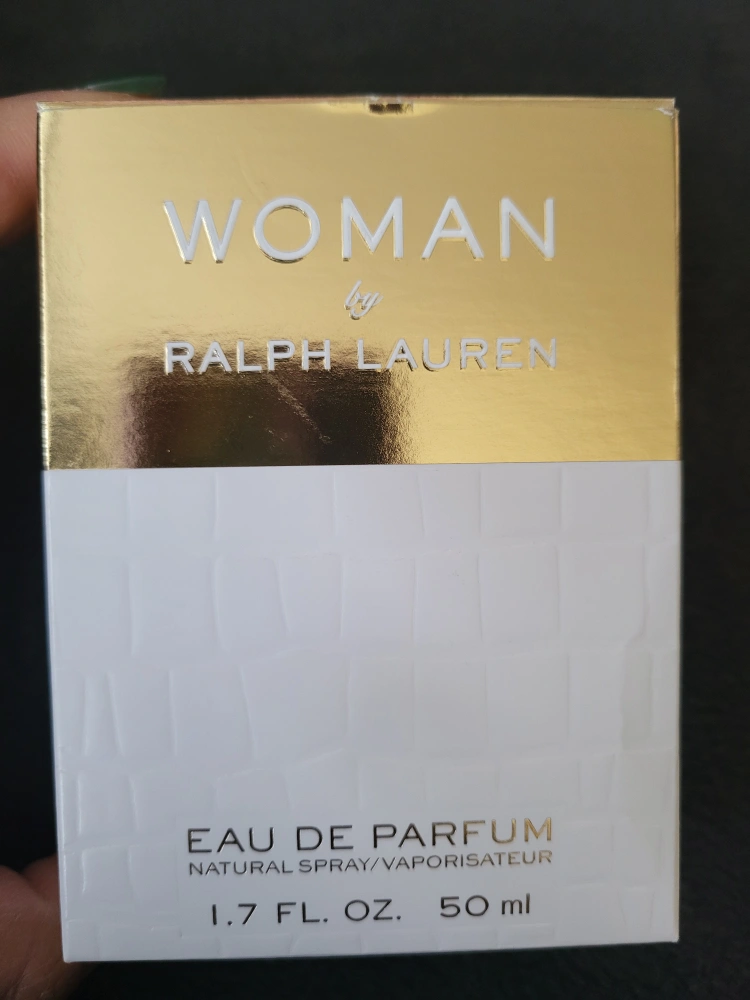 WOMAN
by
RALPH LAUREN
EAU DE PARFUM
NATURAL SPRAY/VAPORISATEUR
1.7 FL. OZ. 50 ml